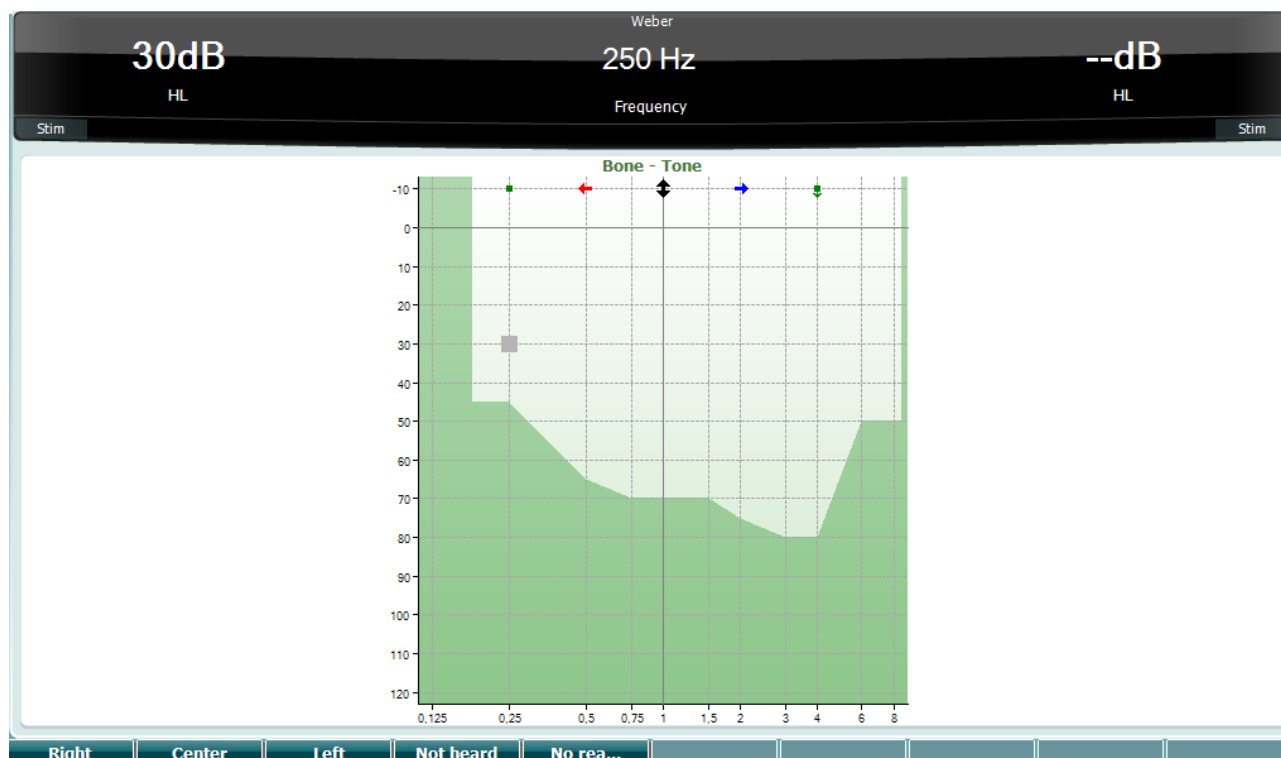 Weber
30dB
250 Hz
--dB
HL
Frequency
HL
Stim
Stim
Bone - Tone
-10
0
10
20
30
40
50
60
70
80
90
100
110
120
0,125 0,25 0,5 0,75 1 1,5 2 3 4 6 8
Right Center Left Not heard No rea...